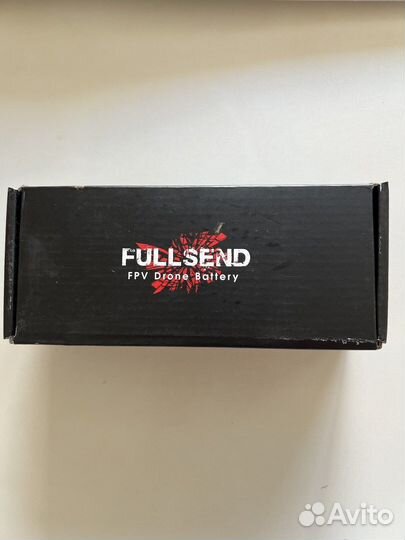 FULLSEND
FPV Drone Battery
Avito